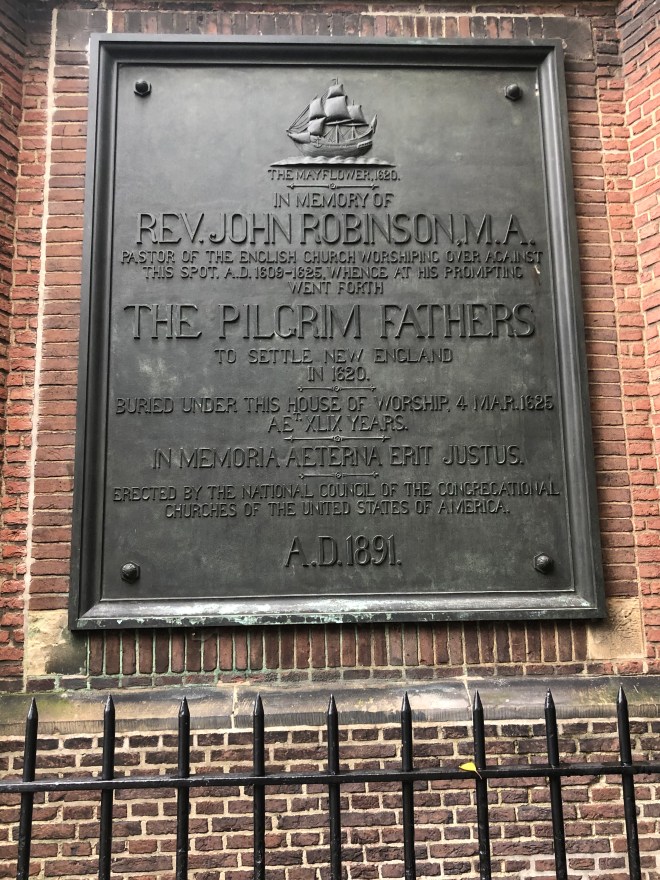 THE MAYFLOWER, 1620.
IN MEMORY OF
REV. JOHN ROBINSON, M.A.
PASTOR OF THE ENGLISH CHURCH WORSHIPING OVER AGAINST
THIS SPOT, A.D. 1609-1625, WHENCE AT HIS PROMPTING
WENT FORTH
THE PILGRIM FATHERS
TO SETTLE NEW ENGLAND
IN 1620.
BURIED UNDER THIS HOUSE OF WORSHIP, 4 MAR. 1625
AET XLIX YEARS.
IN MEMORIA AETERNA ERIT JUSTUS.
ERECTED BY THE NATIONAL COUNCIL OF THE CONGREGATIONAL
CHURCHES OF THE UNITED STATES OF AMERICA.
A.D. 1891.